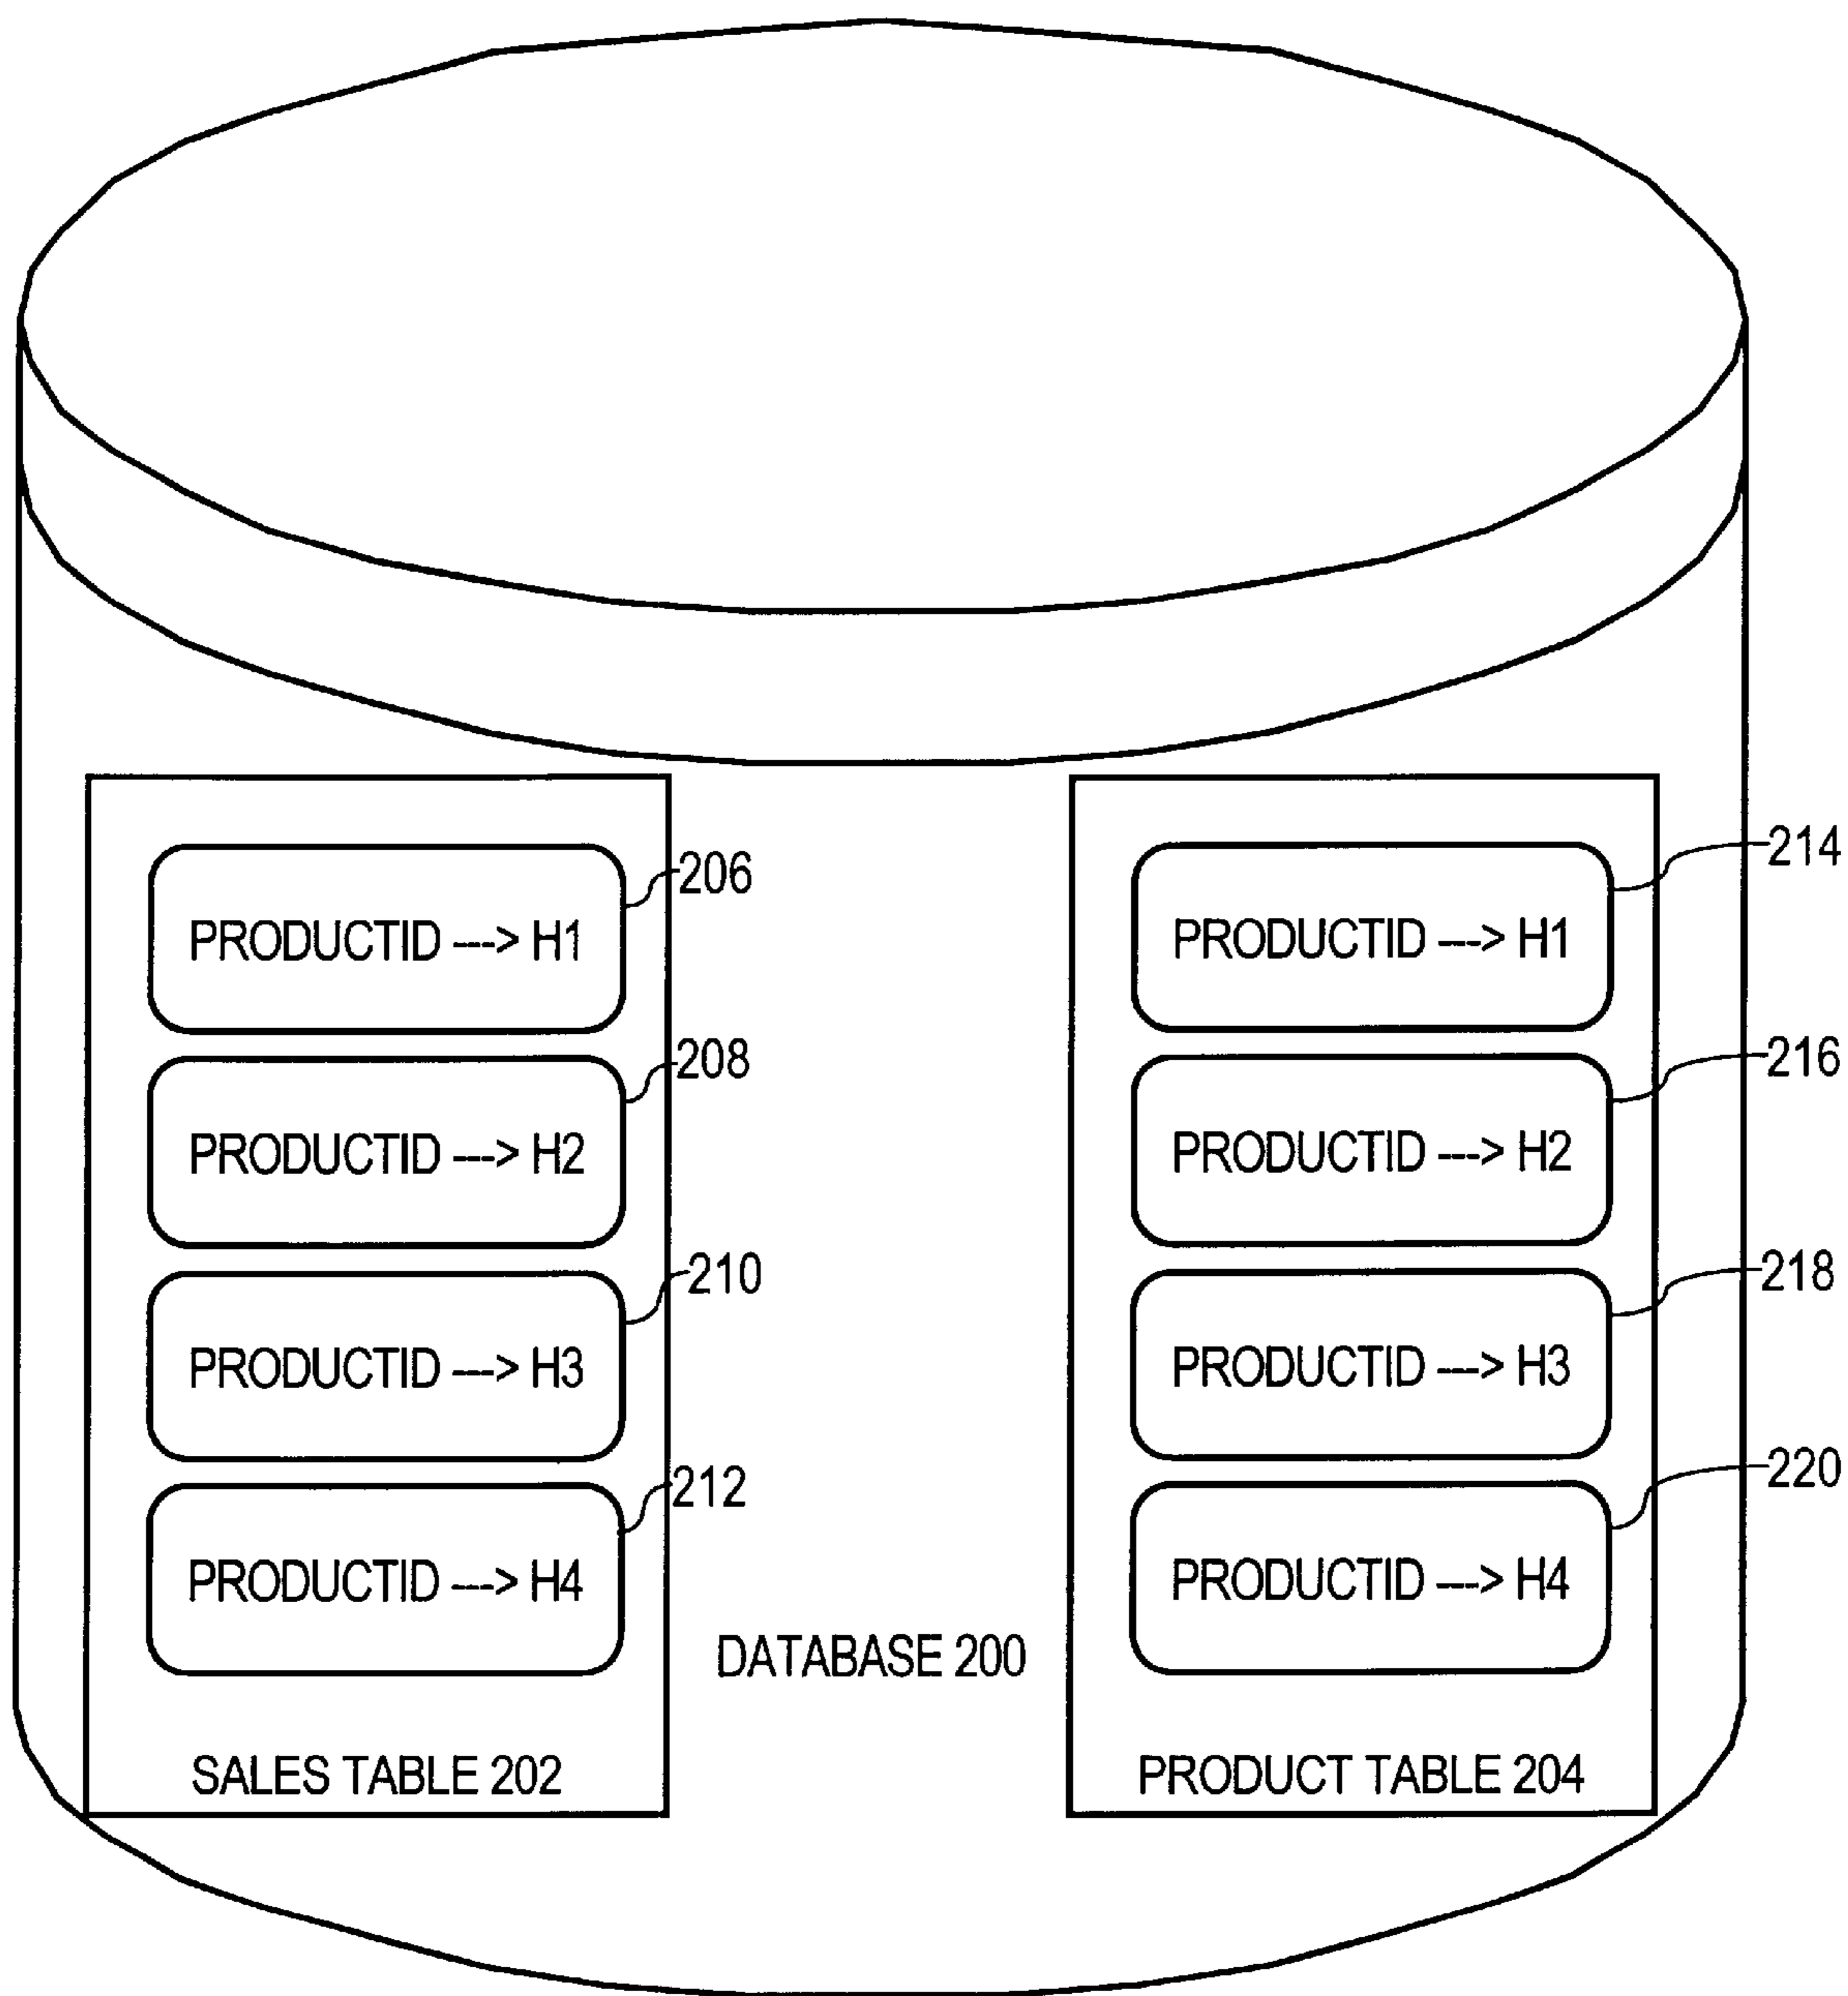 206
PRODUCTID ---> H1
208
PRODUCTID ---> H2
210
PRODUCTID ---> H3
212
PRODUCTID ---> H4
SALES TABLE 202
DATABASE 200
214
PRODUCTID ---> H1
216
PRODUCTID ---> H2
218
PRODUCTID ---> H3
220
PRODUCTID ---> H4
PRODUCT TABLE 204